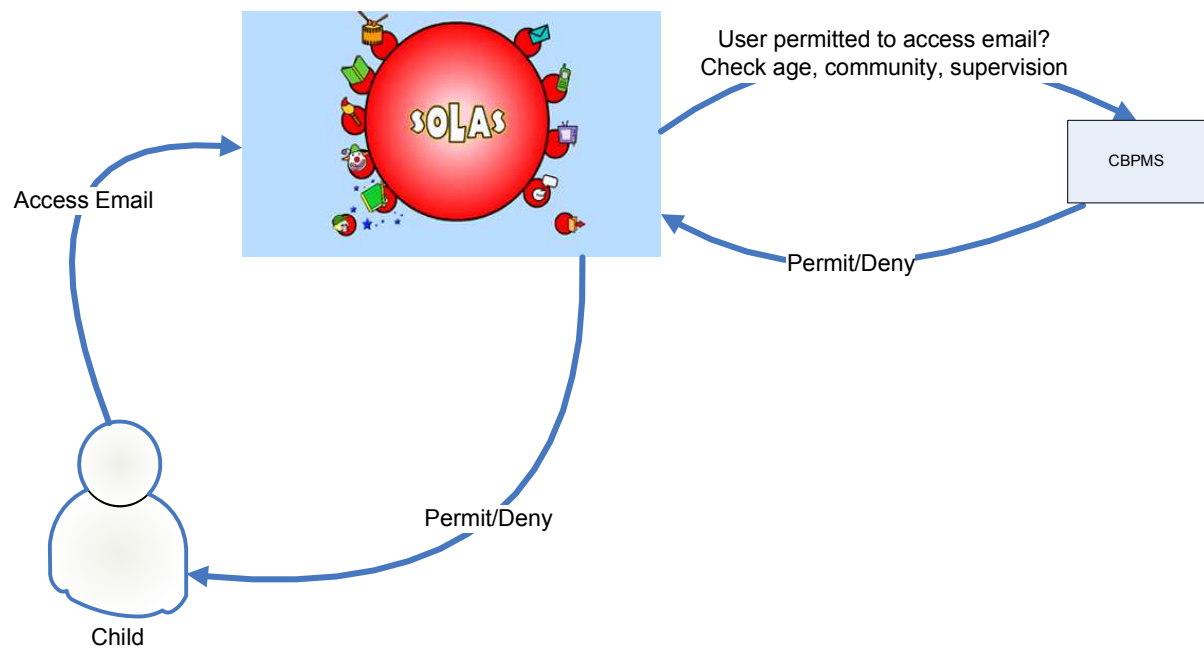 User permitted to access email?
Check age, community, supervision
SOLAS
CBPMS
Access Email
Permit/Deny
Permit/Deny
Child